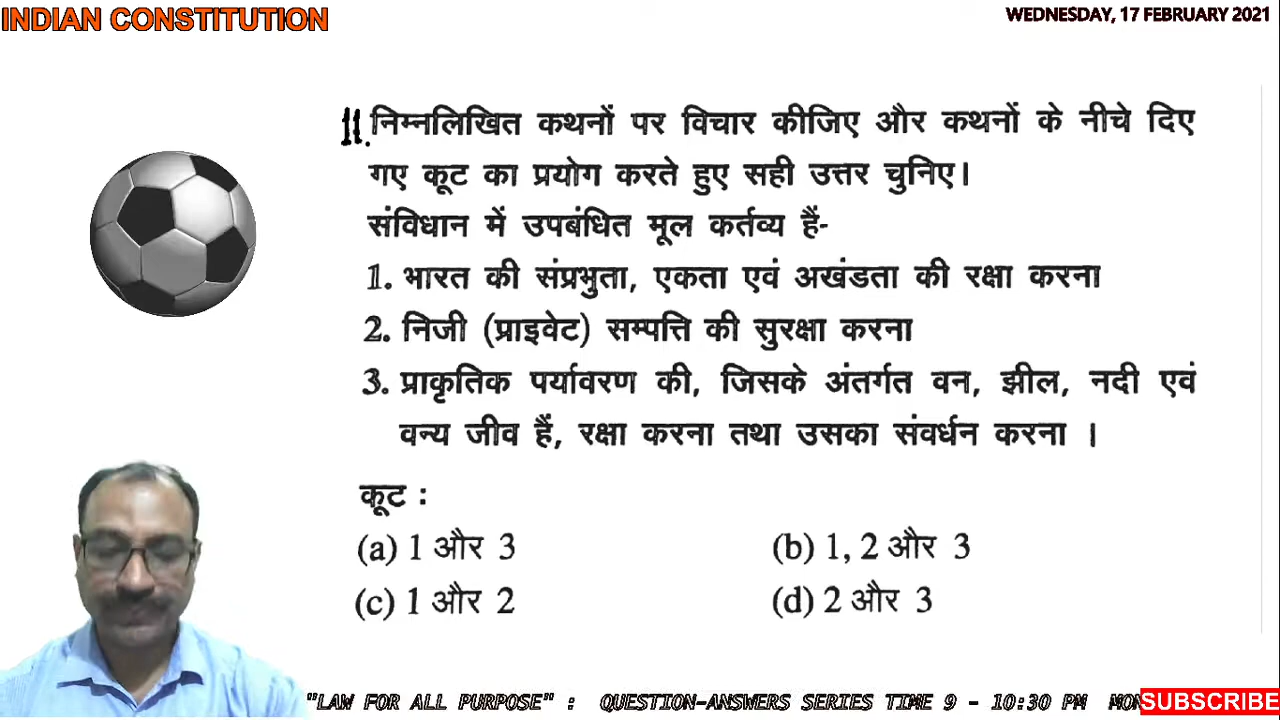 INDIAN CONSTITUTION
WEDNESDAY, 17 FEBRUARY 2021
11. निम्नलिखित कथनों पर विचार कीजिए और कथनों के नीचे दिए
गए कूट का प्रयोग करते हुए सही उत्तर चुनिए।
संविधान में उपबंधित मूल कर्तव्य हैं-
1. भारत की संप्रभुता, एकता एवं अखंडता की रक्षा करना
2. निजी (प्राइवेट) सम्पत्ति की सुरक्षा करना
3. प्राकृतिक पर्यावरण की, जिसके अंतर्गत वन, झील, नदी एवं
वन्य जीव हैं, रक्षा करना तथा उसका संवर्धन करना ।
कूट :
(a) 1 और 3 (b) 1, 2 और 3
(c) 1 और 2 (d) 2 और 3
"LAW FOR ALL PURPOSE" : QUESTION-ANSWERS SERIES TIME 9 - 10:30 PM MON
SUBSCRIBE